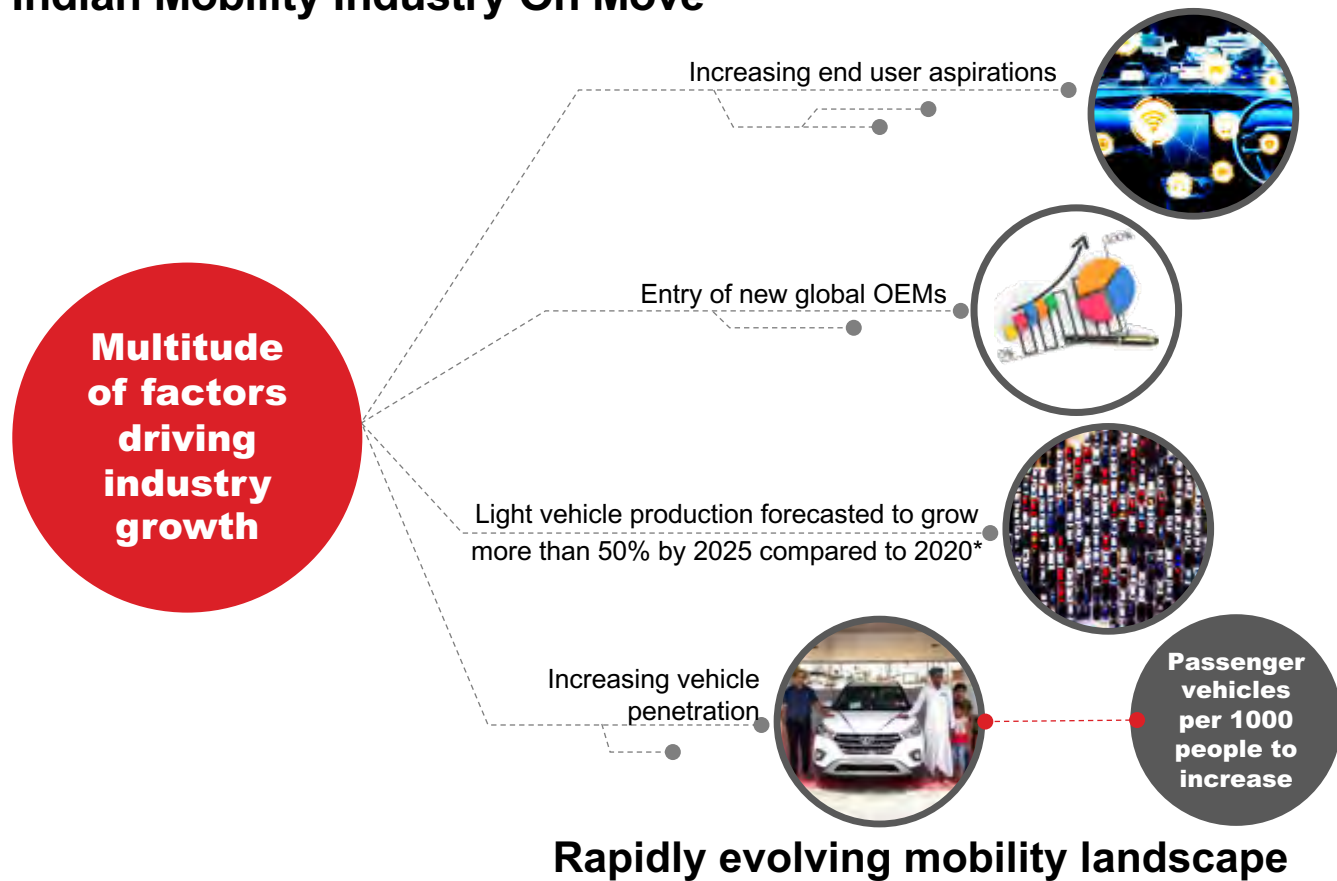 Indian Mobility Industry On Move
Increasing end user aspirations
Entry of new global OEMs
100%
0%
Multitude
of factors
driving
industry
growth
Light vehicle production forecasted to grow
more than 50% by 2025 compared to 2020*
Increasing vehicle
penetration
Passenger
vehicles
per 1000
people to
increase
Rapidly evolving mobility landscape